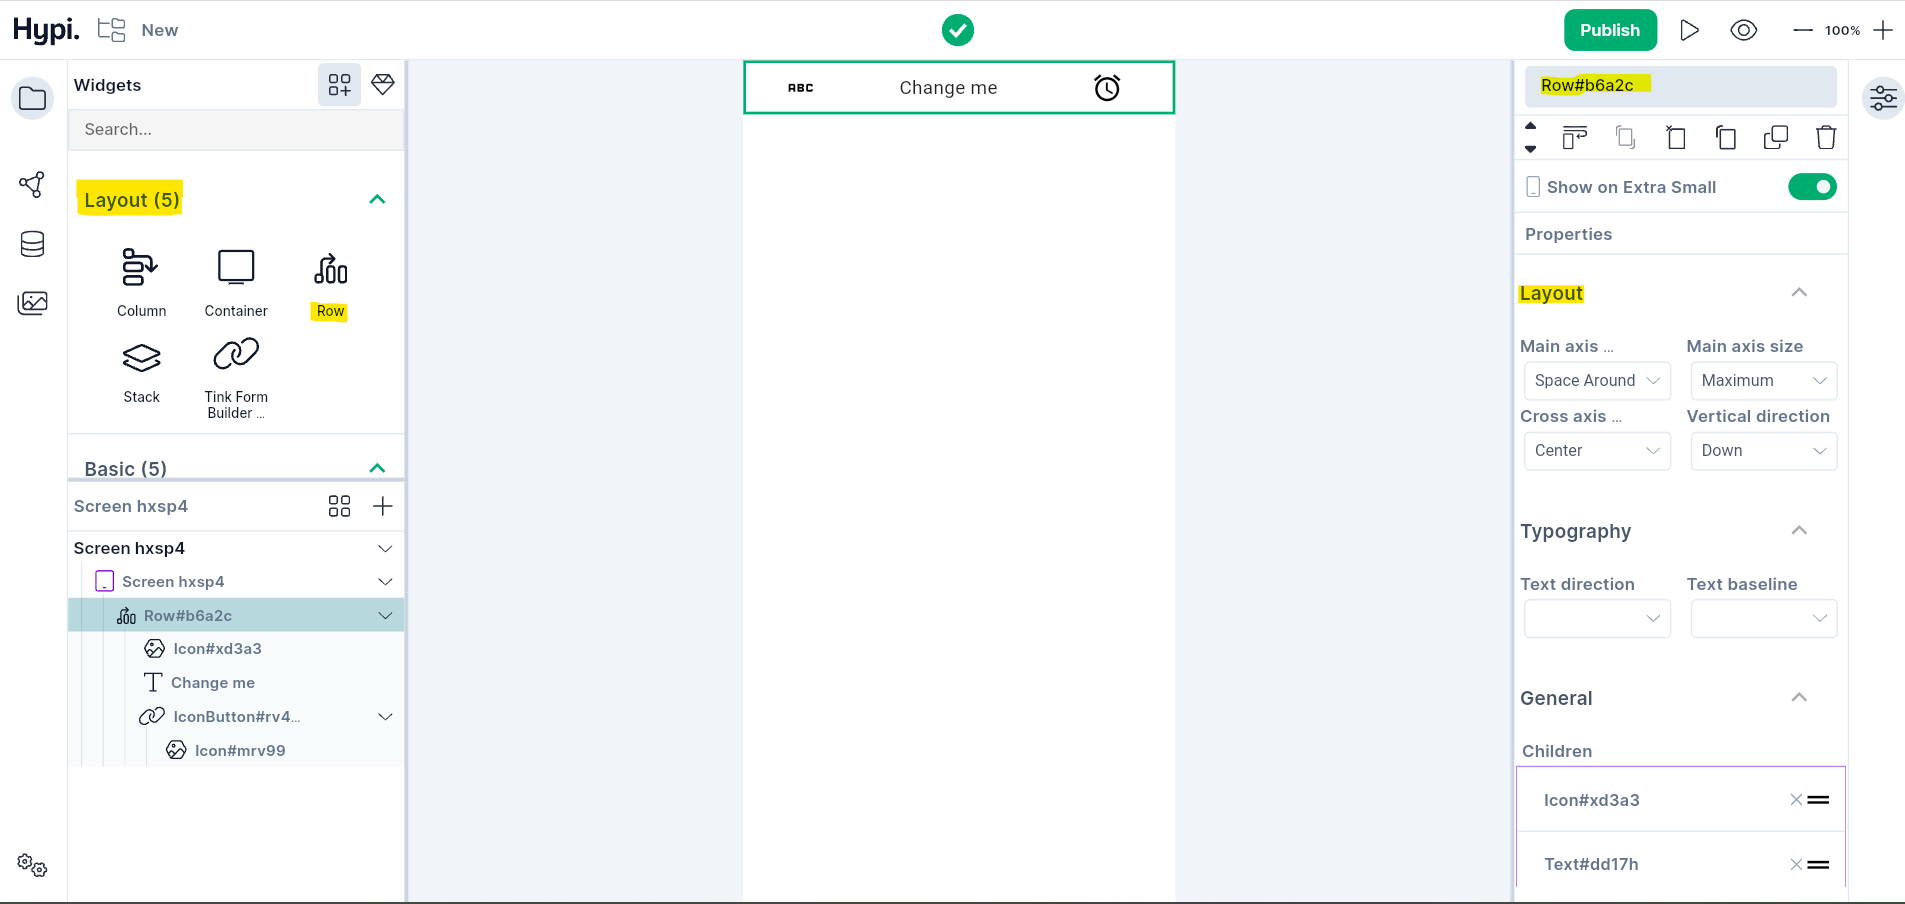 Hypi.
New
Publish
100%
Widgets
Search...
Layout (5)
Column
Container
Row
Stack
Tink Form
Builder ...
Basic (5)
Screen hxsp4
Screen hxsp4
Screen hxsp4
Row#b6a2c
Icon#xd3a3
Change me
IconButton#rv4...
Icon#mrv99
ABC
Change me
Row#b6a2c
Show on Extra Small
Properties
Layout
Main axis ...
Main axis size
Space Around
Maximum
Cross axis ...
Vertical direction
Center
Down
Typography
Text direction
Text baseline
General
Children
Icon#xd3a3
Text#dd17h